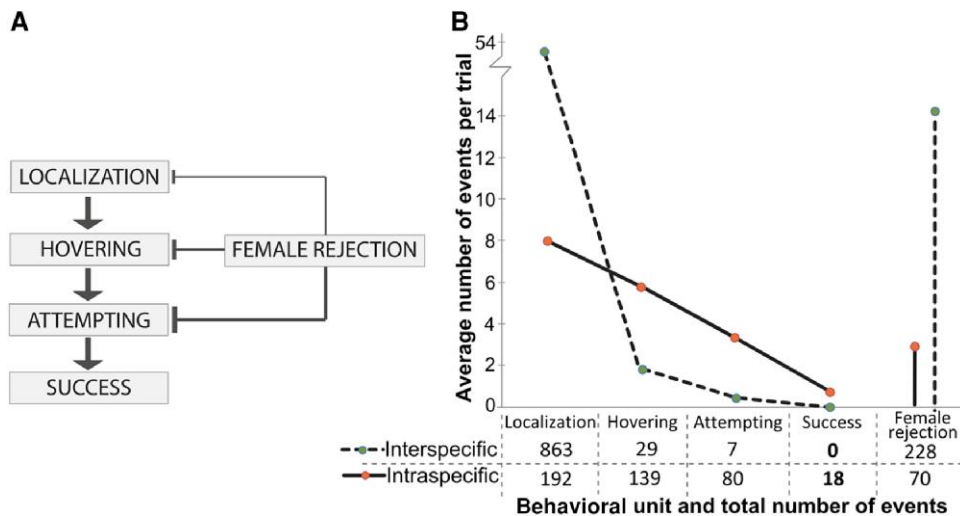 A
LOCALIZATION
HOVERING
FEMALE REJECTION
ATTEMPTING
SUCCESS
B
Average number of events per trial
54
14
12
10
8
6
4
2
0
Localization Hovering Attempting Success Female rejection
Interspecific 863 29 7 0 228
Intraspecific 192 139 80 18 70
Behavioral unit and total number of events